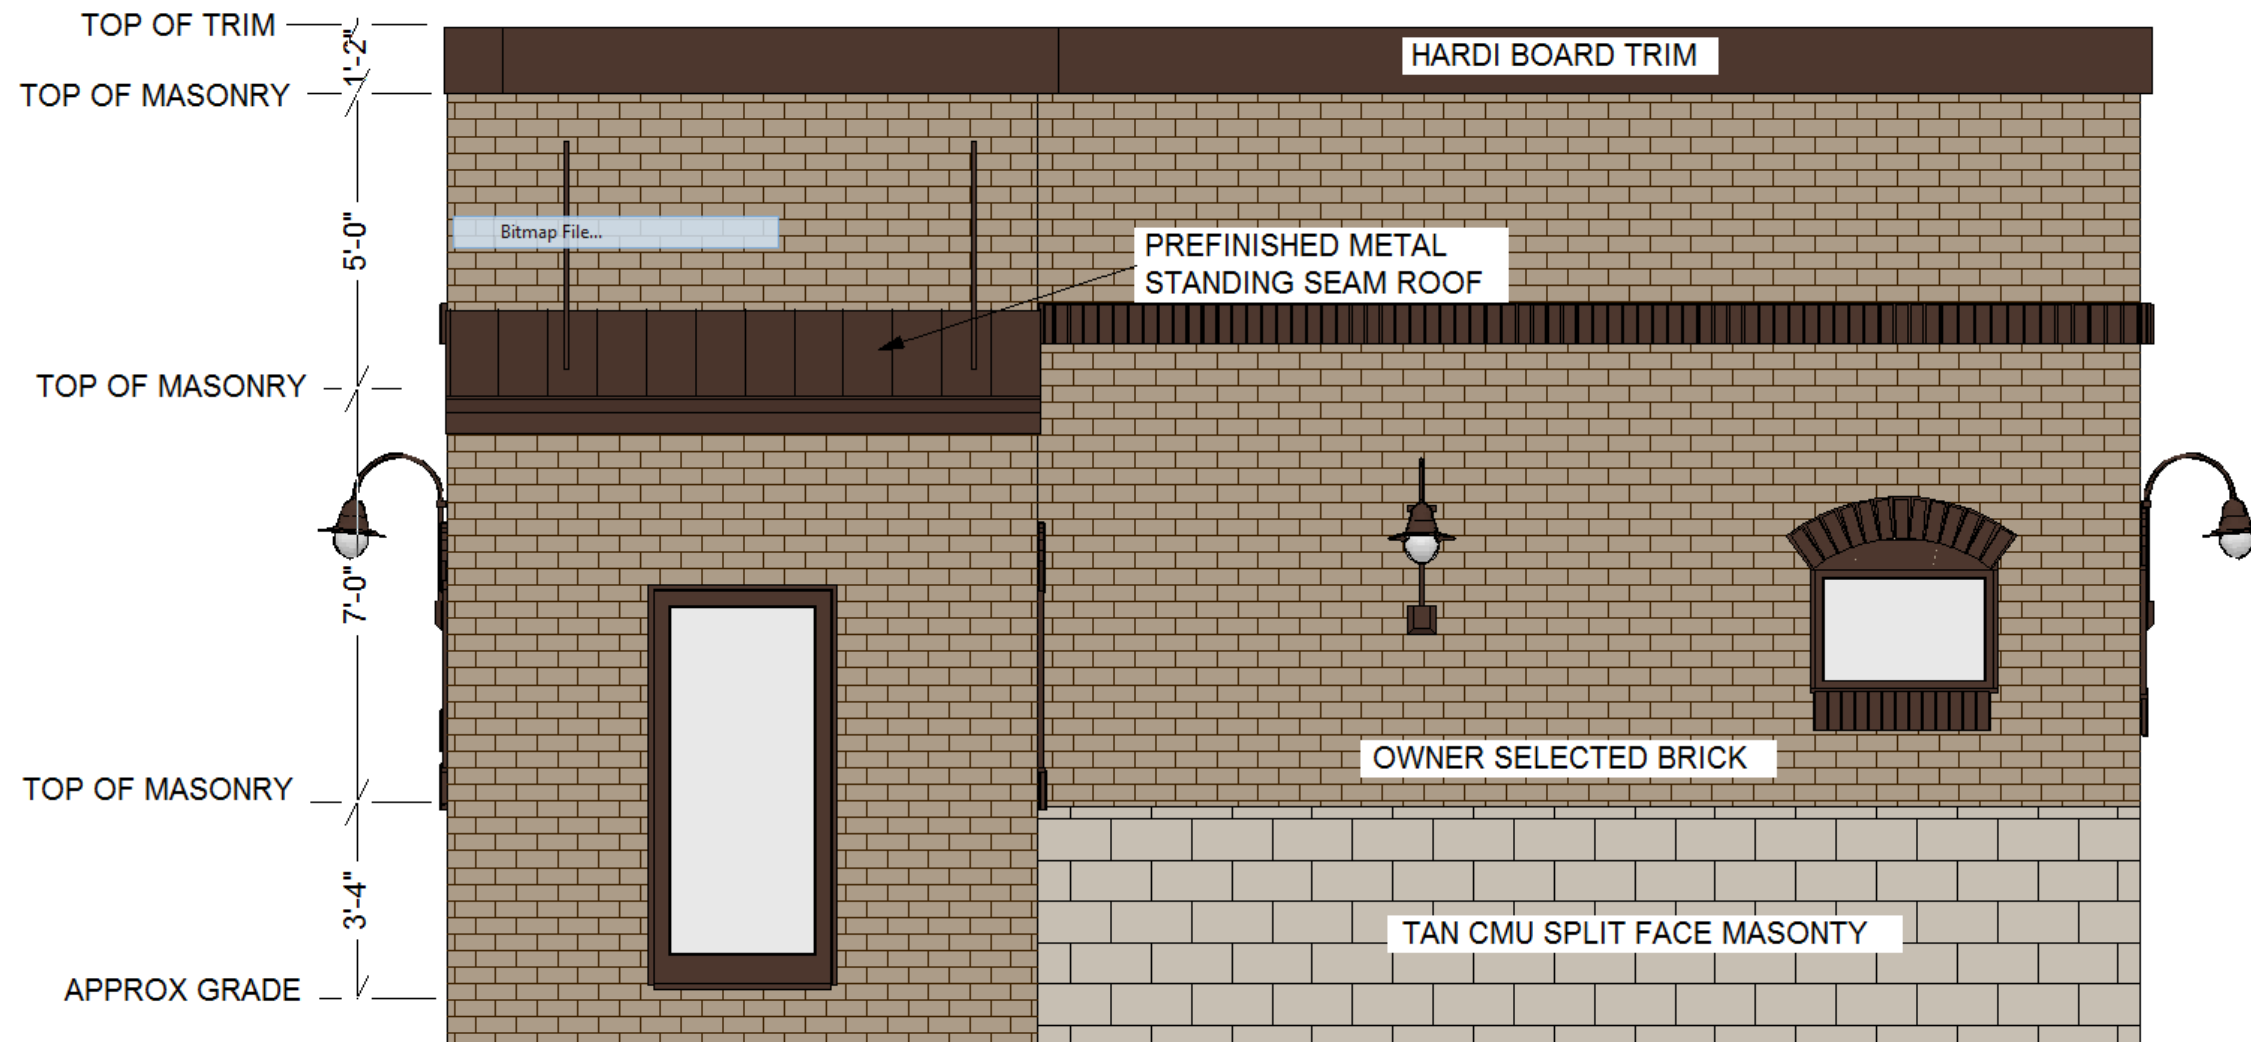 TOP OF TRIM
1'-2"
HARDI BOARD TRIM
TOP OF MASONRY
5'-0"
Bitmap File...
PREFINISHED METAL
STANDING SEAM ROOF
TOP OF MASONRY
7'-0"
OWNER SELECTED BRICK
TOP OF MASONRY
3'-4"
TAN CMU SPLIT FACE MASONTY
APPROX GRADE